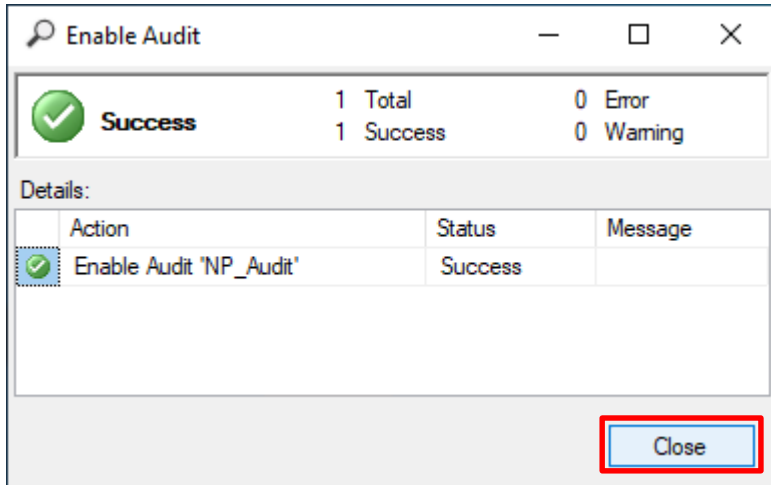 Enable Audit
Success
1 Total 0 Error
1 Success 0 Warning
Details:
Action Status Message
Enable Audit 'NP_Audit' Success
Close